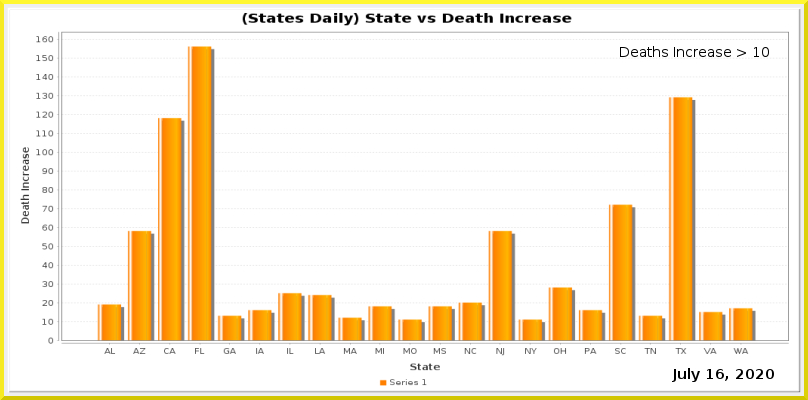 (States Daily) State vs Death Increase
Deaths Increase > 10
Death Increase
160
150
140
130
120
110
100
90
80
70
60
50
40
30
20
10
0
AL AZ CA FL GA IA IL LA MA MI MO MS NC NJ NY OH PA SC TN TX VA WA
State
Series 1
July 16, 2020